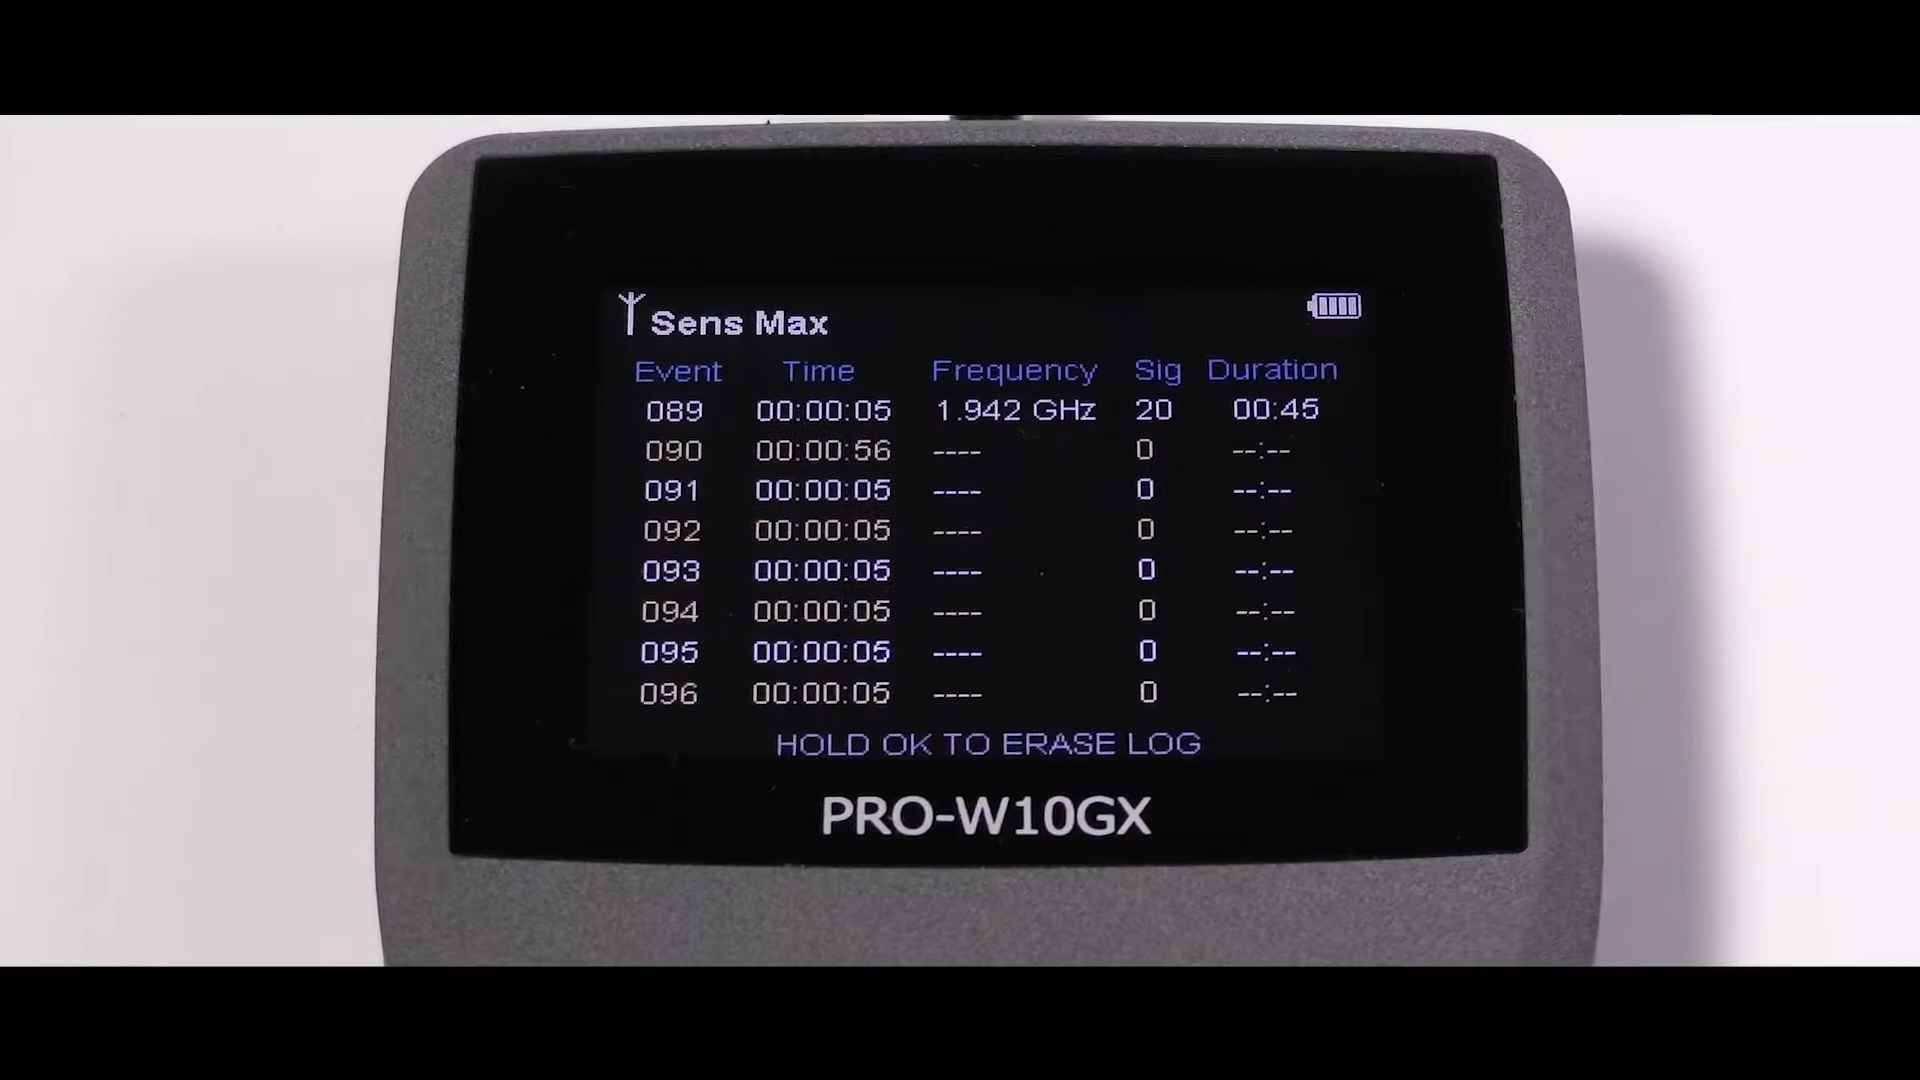 Sens Max
Event Time Frequency Sig Duration
089 00:00:05 1.942 GHz 20 00:45
090 00:00:56 ---- 0 --:--
091 00:00:05 ---- 0 --:--
092 00:00:05 ---- 0 --:--
093 00:00:05 ---- 0 --:--
094 00:00:05 ---- 0 --:--
095 00:00:05 ---- 0 --:--
096 00:00:05 ---- 0 --:--
HOLD OK TO ERASE LOG
PRO-W10GX